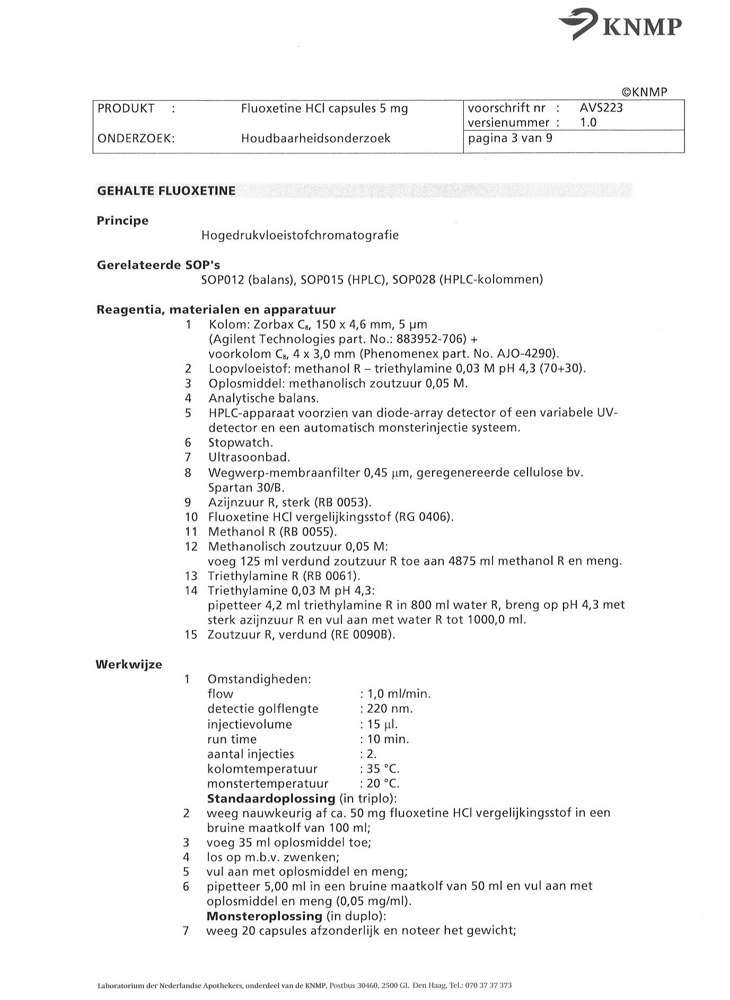 KNMP
©KNMP
PRODUKT : Fluoxetine HCl capsules 5 mg voorschrift nr : AVS223
versienummer : 1.0
ONDERZOEK: Houdbaarheidsonderzoek pagina 3 van 9
GEHALTE FLUOXETINE
Principe
Hogedrukvloeistofchromatografie
Gerelateerde SOP's
SOP012 (balans), SOP015 (HPLC), SOP028 (HPLC-kolommen)
Reagentia, materialen en apparatuur
1 Kolom: Zorbax C₈, 150 x 4,6 mm, 5 µm
(Agilent Technologies part. No.: 883952-706) +
voorkolom C₈, 4 x 3,0 mm (Phenomenex part. No. AJO-4290).
2 Loopvloeistof: methanol R – triethylamine 0,03 M pH 4,3 (70+30).
3 Oplosmiddel: methanolisch zoutzuur 0,05 M.
4 Analytische balans.
5 HPLC-apparaat voorzien van diode-array detector of een variabele UV-
detector en een automatisch monsterinjectie systeem.
6 Stopwatch.
7 Ultrasoonbad.
8 Wegwerp-membraanfilter 0,45 µm, geregenereerde cellulose bv.
Spartan 30/B.
9 Azijnzuur R, sterk (RB 0053).
10 Fluoxetine HCl vergelijkingsstof (RG 0406).
11 Methanol R (RB 0055).
12 Methanolisch zoutzuur 0,05 M:
voeg 125 ml verdund zoutzuur R toe aan 4875 ml methanol R en meng.
13 Triethylamine R (RB 0061).
14 Triethylamine 0,03 M pH 4,3:
pipetteer 4,2 ml triethylamine R in 800 ml water R, breng op pH 4,3 met
sterk azijnzuur R en vul aan met water R tot 1000,0 ml.
15 Zoutzuur R, verdund (RE 0090B).
Werkwijze
1 Omstandigheden:
flow : 1,0 ml/min.
detectie golflengte : 220 nm.
injectievolume : 15 µl.
run time : 10 min.
aantal injecties : 2.
kolomtemperatuur : 35 °C.
monstertemperatuur : 20 °C.
Standaardoplossing (in triplo):
2 weeg nauwkeurig af ca. 50 mg fluoxetine HCl vergelijkingsstof in een
bruine maatkolf van 100 ml;
3 voeg 35 ml oplosmiddel toe;
4 los op m.b.v. zwenken;
5 vul aan met oplosmiddel en meng;
6 pipetteer 5,00 ml in een bruine maatkolf van 50 ml en vul aan met
oplosmiddel en meng (0,05 mg/ml).
Monsteroplossing (in duplo):
7 weeg 20 capsules afzonderlijk en noteer het gewicht;
Laboratorium der Nederlandse Apothekers, onderdeel van de KNMP, Postbus 30460, 2500 GL Den Haag, Tel.: 070 37 37 373